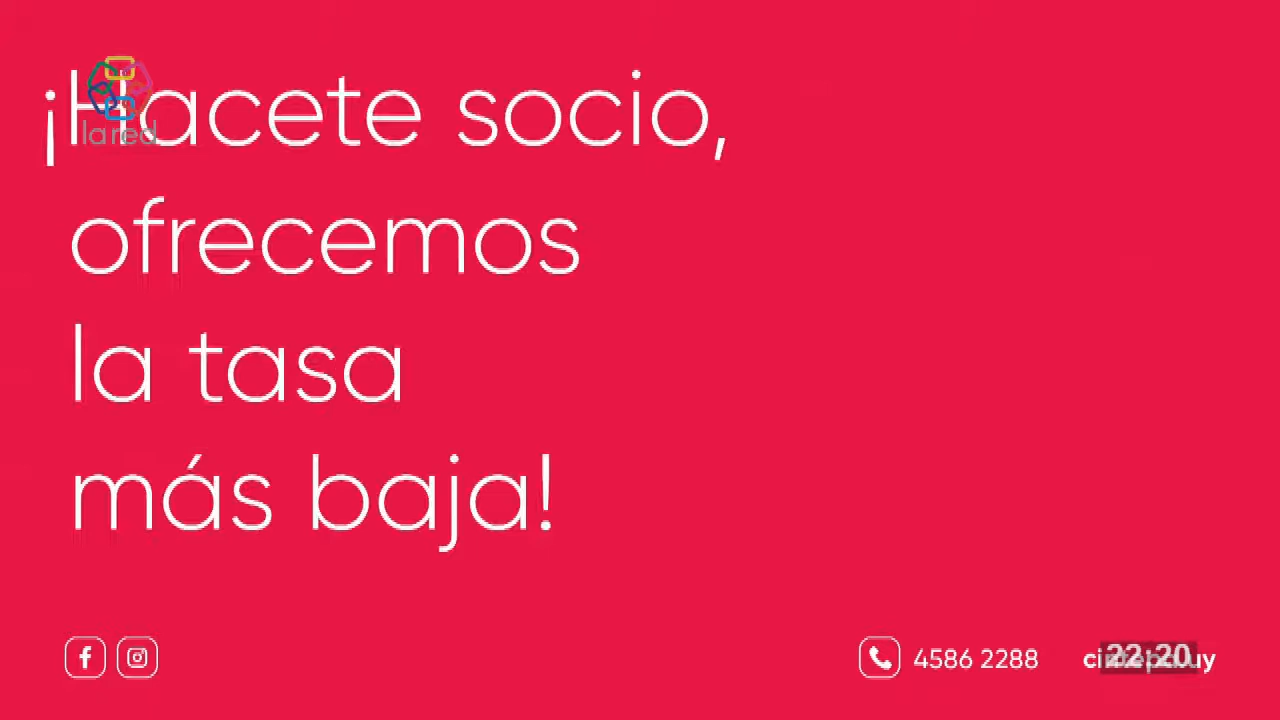 ¡Hacete socio,
la red
ofrecemos
la tasa
más baja!
4586 2288
22:20